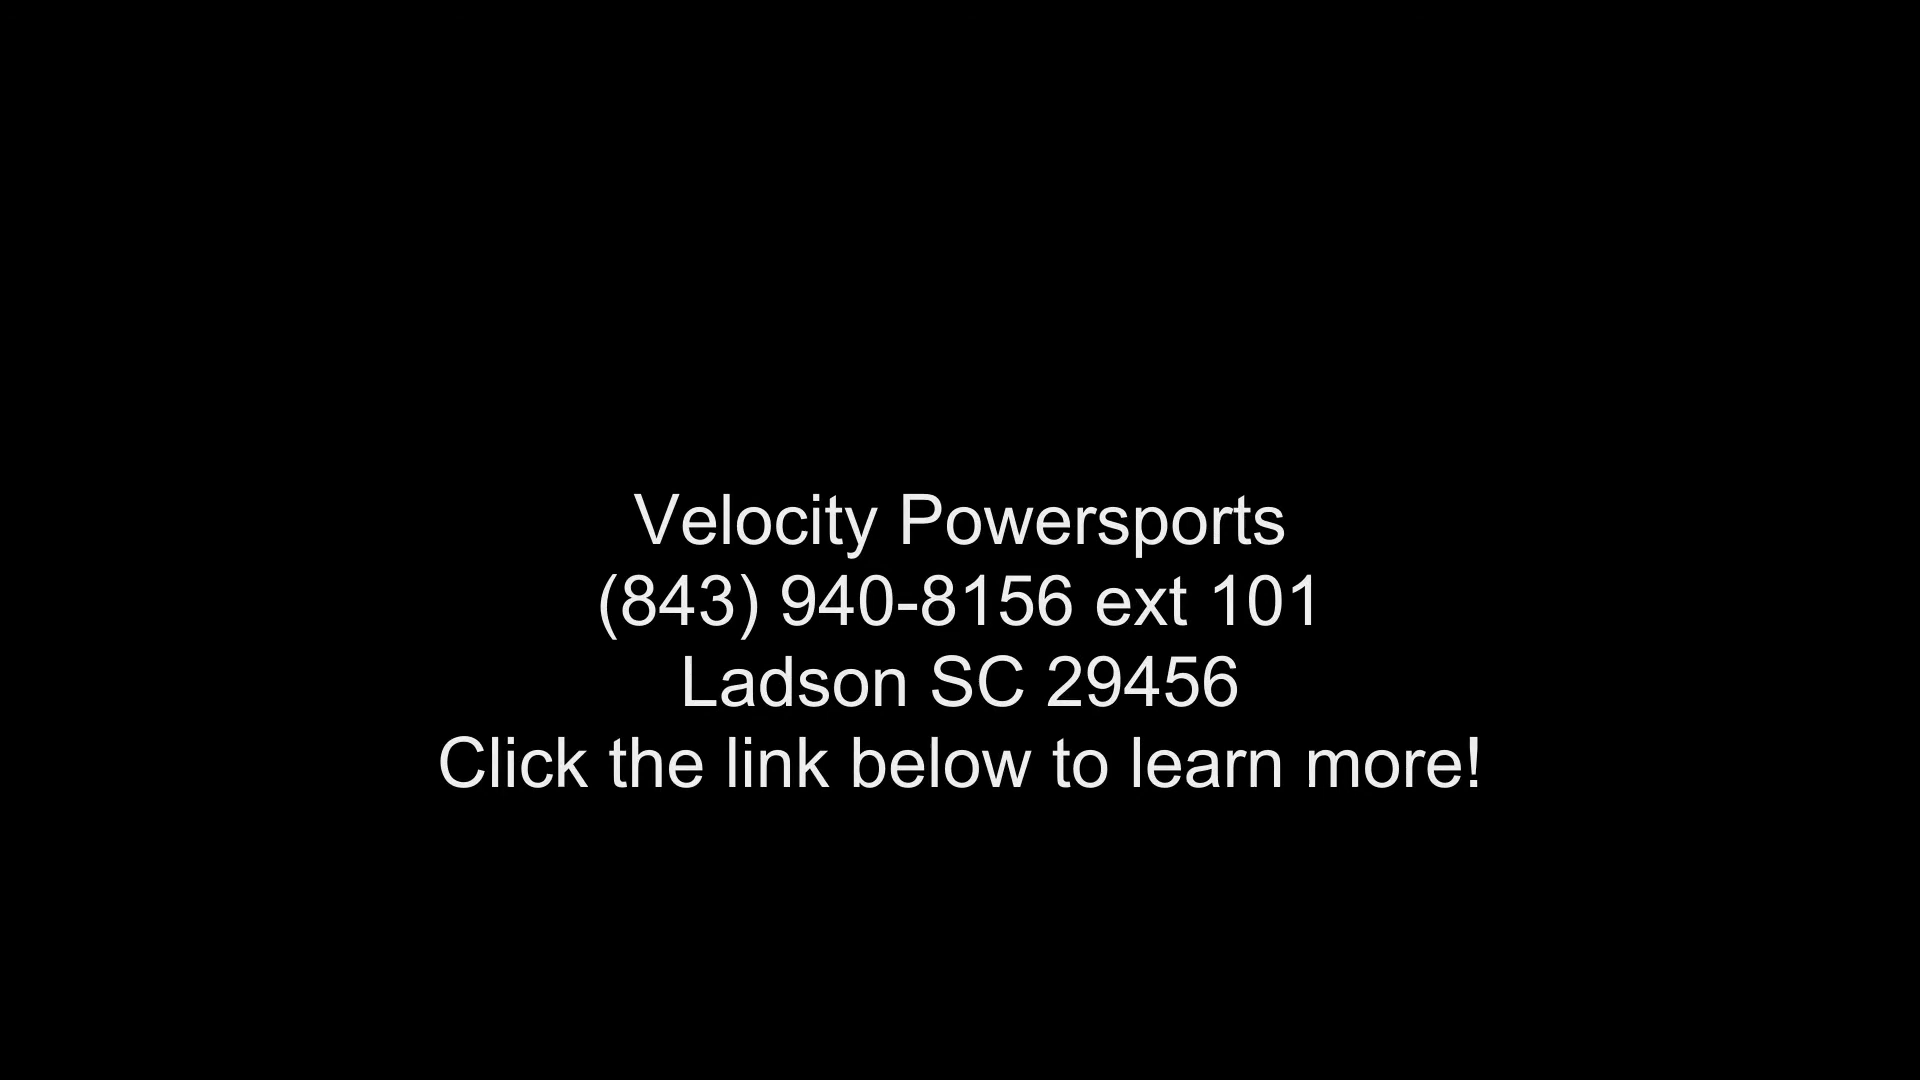 Velocity Powersports
(843) 940-8156 ext 101
Ladson SC 29456
Click the link below to learn more!